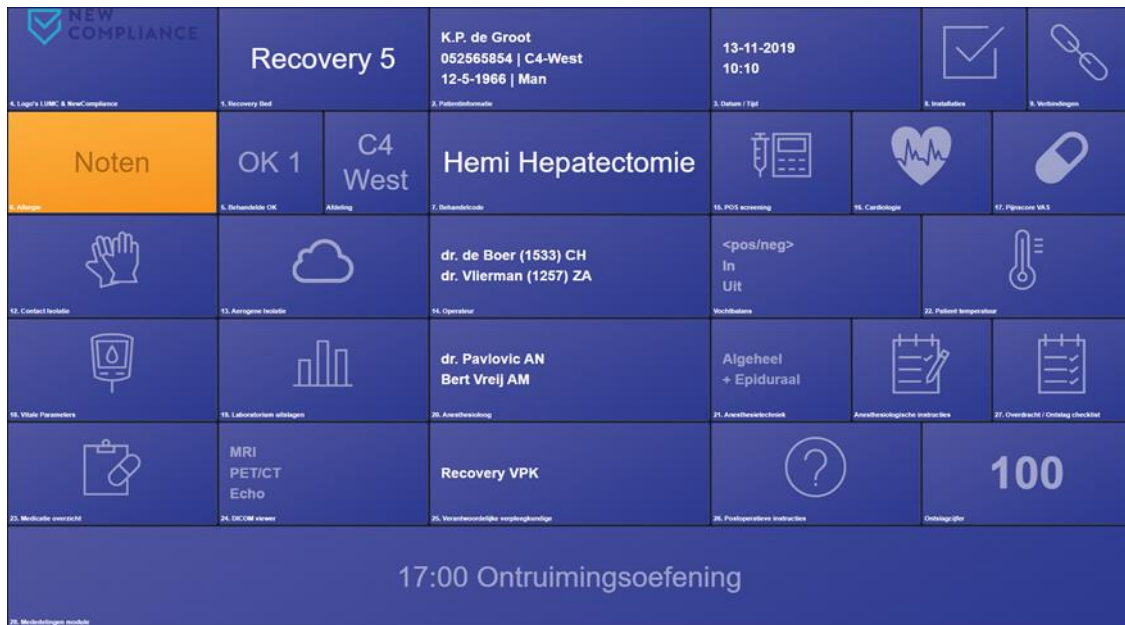 NEW
COMPLIANCE
4. Logo's LUMC & NewCompliance
Recovery 5
1. Recovery Bed
K.P. de Groot
052565854 | C4-West
12-5-1966 | Man
2. Patientinformatie
13-11-2019
10:10
3. Datum / Tijd
8. Installaties
9. Verbindingen
Noten
6. Allergie
OK 1
5. Behandelde OK
C4
West
Afdeling
Hemi Hepatectomie
7. Behandelcode
15. POS screening
16. Cardiologie
17. Pijnscore VAS
12. Contact Isolatie
13. Aerogene Isolatie
dr. de Boer (1533) CH
dr. Vlierman (1257) ZA
14. Operateur
<pos/neg>
In
Uit
Vochtbalans
22. Patient temperatuur
18. Vitale Parameters
19. Laboratorium uitslagen
dr. Pavlovic AN
Bert Vreij AM
20. Anesthesioloog
Algeheel
+ Epiduraal
21. Anesthesietechniek
Anesthesiologische instructies
27. Overdracht / Ontslag checklist
23. Medicatie overzicht
MRI
PET/CT
Echo
24. DICOM viewer
Recovery VPK
25. Verantwoordelijke verpleegkundige
26. Postoperatieve instructies
100
Ontslagcijfer
17:00 Ontruimingsoefening
28. Mededelingen module